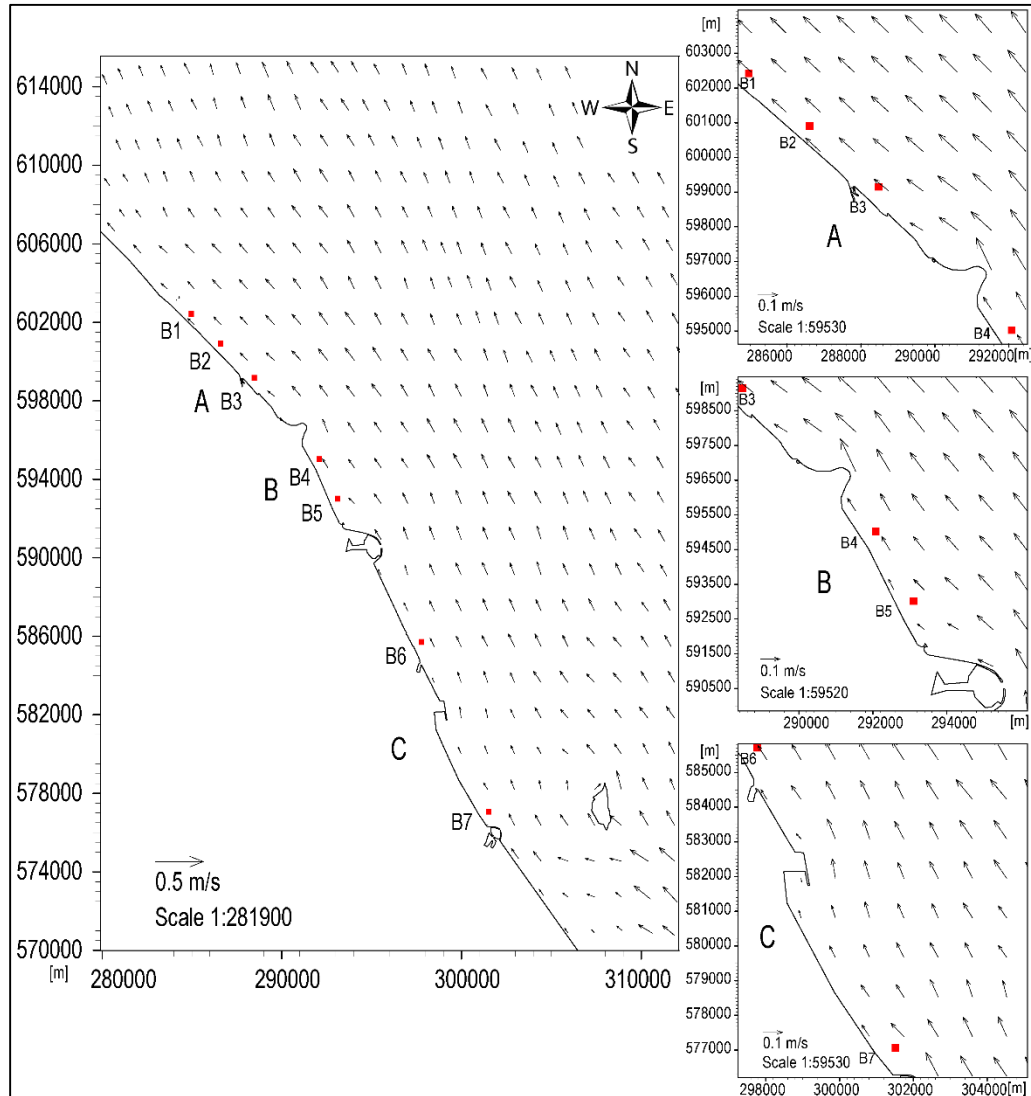 614000
610000
606000
602000
598000
594000
590000
586000
582000
578000
574000
570000
[m]
280000
290000
300000
310000
N
W
E
S
B1
B2
A
B3
B4
B
B5
B6
C
B7
0.5 m/s
Scale 1:281900
[m]
603000
602000
601000
600000
599000
598000
597000
596000
595000
B1
B2
B3
A
0.1 m/s
Scale 1:59530
B4
286000
288000
290000
292000
[m]
[m]
598500
597500
596500
595500
594500
593500
592500
591500
590500
B3
B4
B
B5
0.1 m/s
Scale 1:59520
290000
292000
294000
[m]
[m]
585000
584000
583000
582000
581000
580000
579000
578000
577000
B6
C
0.1 m/s
Scale 1:59530
B7
298000
300000
302000
304000
[m]